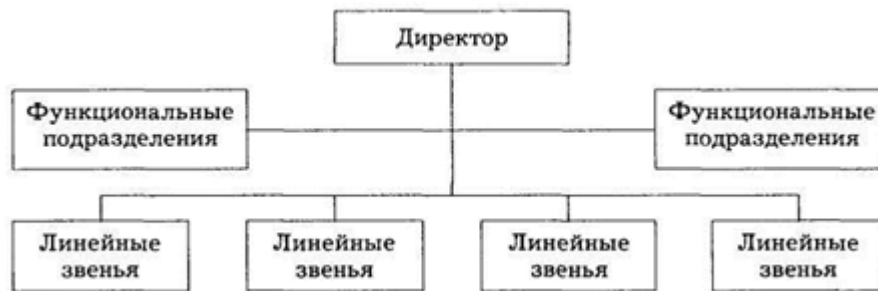 Директор
Функциональные
подразделения
Функциональные
подразделения
Линейные
звенья
Линейные
звенья
Линейные
звенья
Линейные
звенья